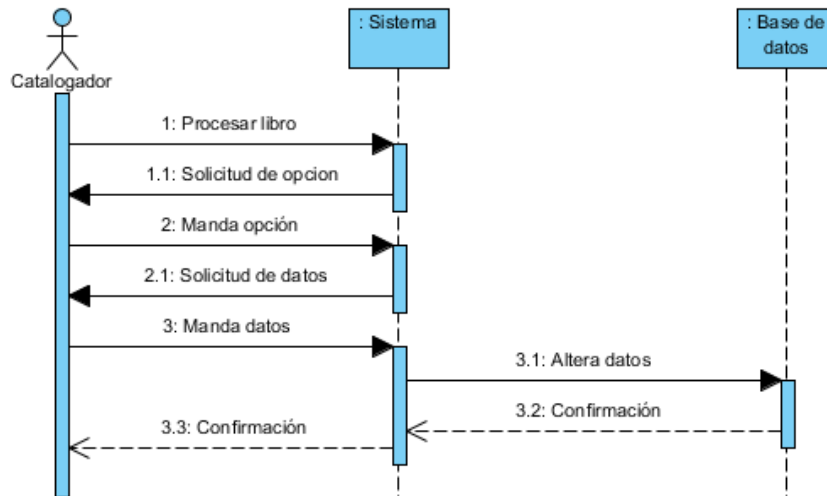 : Sistema
: Base de
datos
Catalogador
1: Procesar libro
1.1: Solicitud de opcion
2: Manda opción
2.1: Solicitud de datos
3: Manda datos
3.1: Altera datos
3.2: Confirmación
3.3: Confirmación